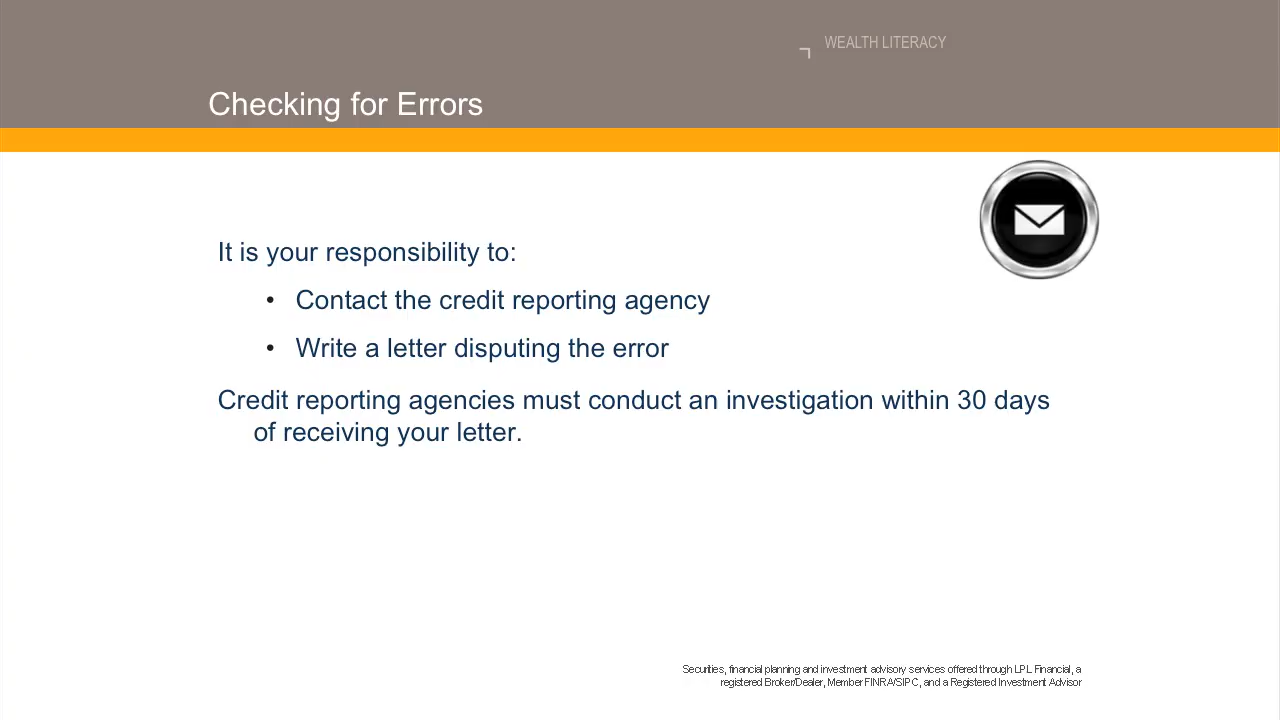 WEALTH LITERACY
Checking for Errors
It is your responsibility to:
• Contact the credit reporting agency
• Write a letter disputing the error
Credit reporting agencies must conduct an investigation within 30 days
of receiving your letter.
Securities, financial planning and investment advisory services offered through LPL Financial, a
registered Broker/Dealer, Member FINRA/SIPC, and a Registered Investment Advisor